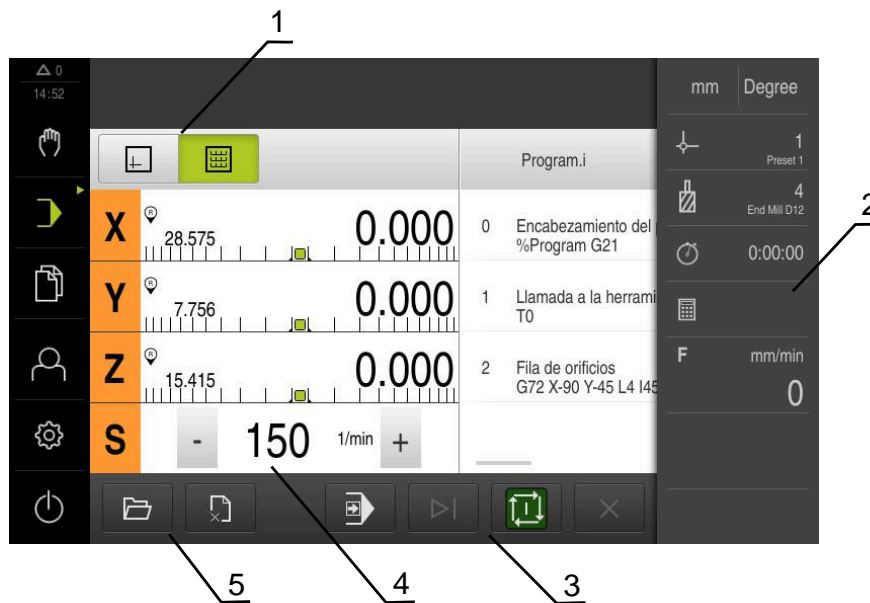 1
0
14:52
mm Degree
1
Preset 1
Program.i
4
End Mill D12
2
X R 28.575 0.000
0 Encabezamiento del
%Program G21
0:00:00
Y R 7.756 0.000
1 Llamada a la herrami
T0
Z R 15.415 0.000
2 Fila de orificios
G72 X-90 Y-45 L4 I45
F mm/min
0
S - 150 1/min +
5
4
3